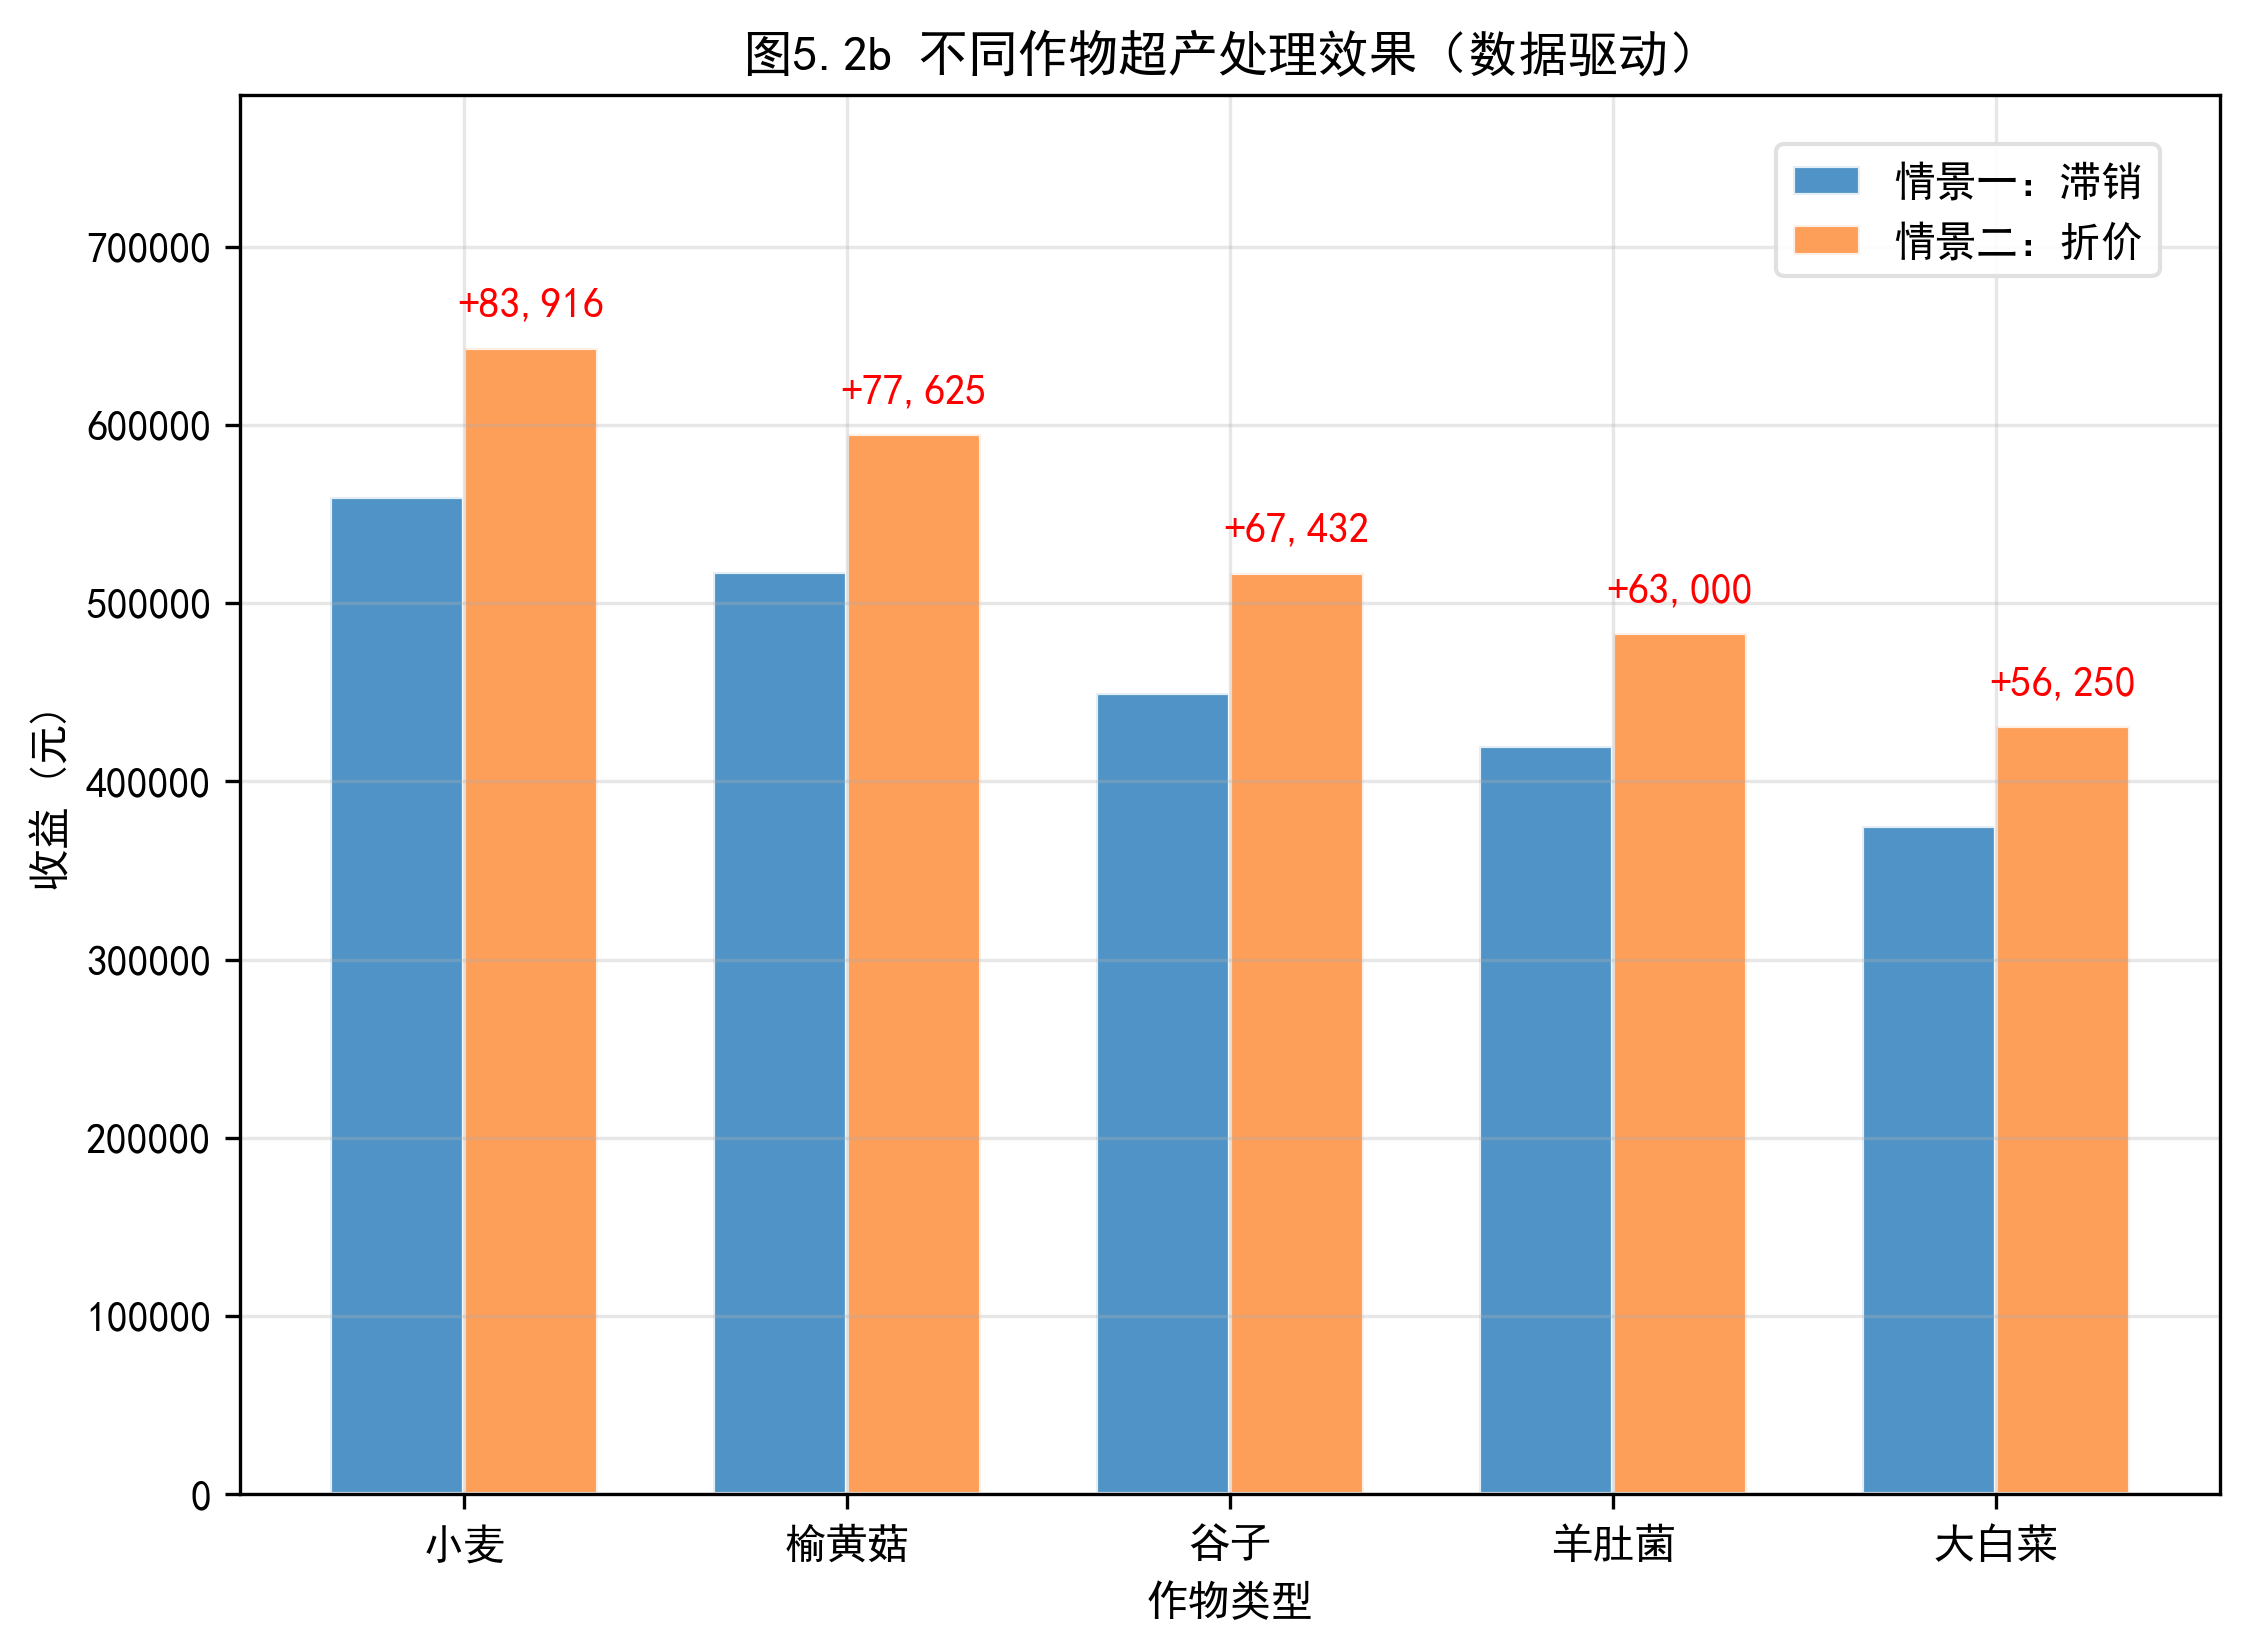 图5.2b 不同作物超产处理效果（数据驱动）
情景一：滞销
情景二：折价
收益（元）
700000
600000
500000
400000
300000
200000
100000
0
+83,916
+77,625
+67,432
+63,000
+56,250
小麦
榆黄菇
谷子
羊肚菌
大白菜
作物类型